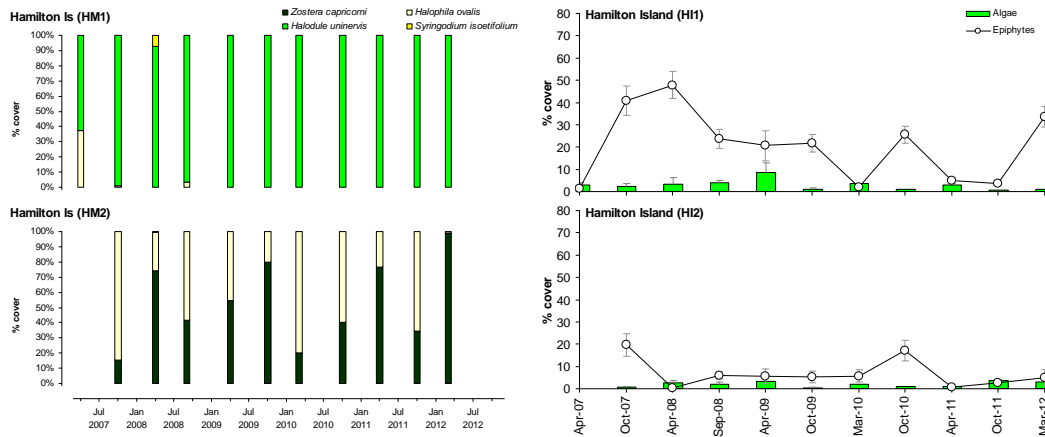 Hamilton Is (HM1)
Zostera capricorni
Halophila ovalis
Halodule uninervis
Syringodium isoetifolium
% cover
100%
90%
80%
70%
60%
50%
40%
30%
20%
10%
0%
Hamilton Is (HM2)
% cover
100%
90%
80%
70%
60%
50%
40%
30%
20%
10%
0%
Jul Jan Jul Jan Jul Jan Jul Jan Jul Jan Jul
2007 2008 2008 2009 2009 2010 2010 2011 2011 2012 2012
Hamilton Island (HI1)
Algae
Epiphytes
% cover
80
70
60
50
40
30
20
10
0
Hamilton Island (HI2)
% cover
80
70
60
50
40
30
20
10
0
Apr-07
Oct-07
Apr-08
Sep-08
Apr-09
Oct-09
Mar-10
Oct-10
Apr-11
Oct-11
Mar-12